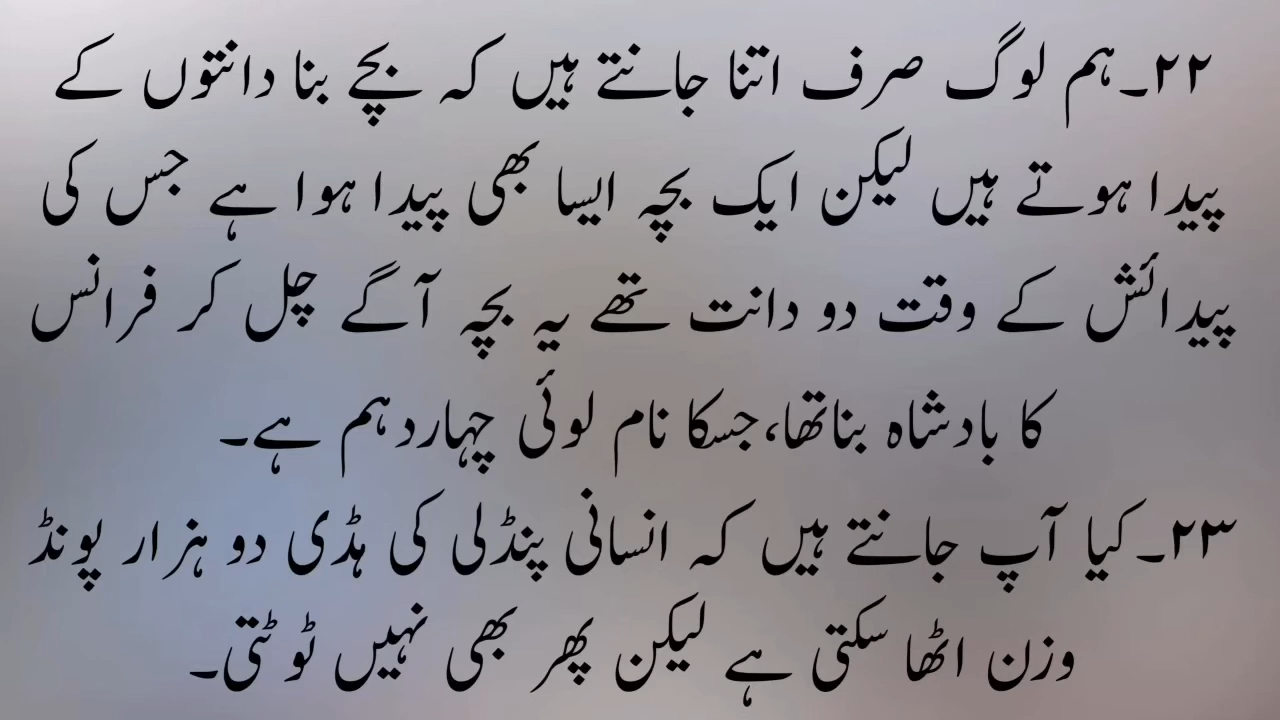 ۲۲۔ہم لوگ صرف اتنا جانتے ہیں کہ بچے بنا دانتوں کے
پیدا ہوتے ہیں لیکن ایک بچہ ایسا بھی پیدا ہوا ہے جس کی
پیدائش کے وقت دو دانت تھے یہ بچہ آگے چل کر فرانس
کا بادشاہ بناتھا،جسکا نام لوئی چہاردہم ہے۔
۲۳۔کیا آپ جانتے ہیں کہ انسانی پنڈلی کی ہڈی دو ہزار پونڈ
وزن اٹھا سکتی ہے لیکن پھر بھی نہیں ٹوٹتی۔